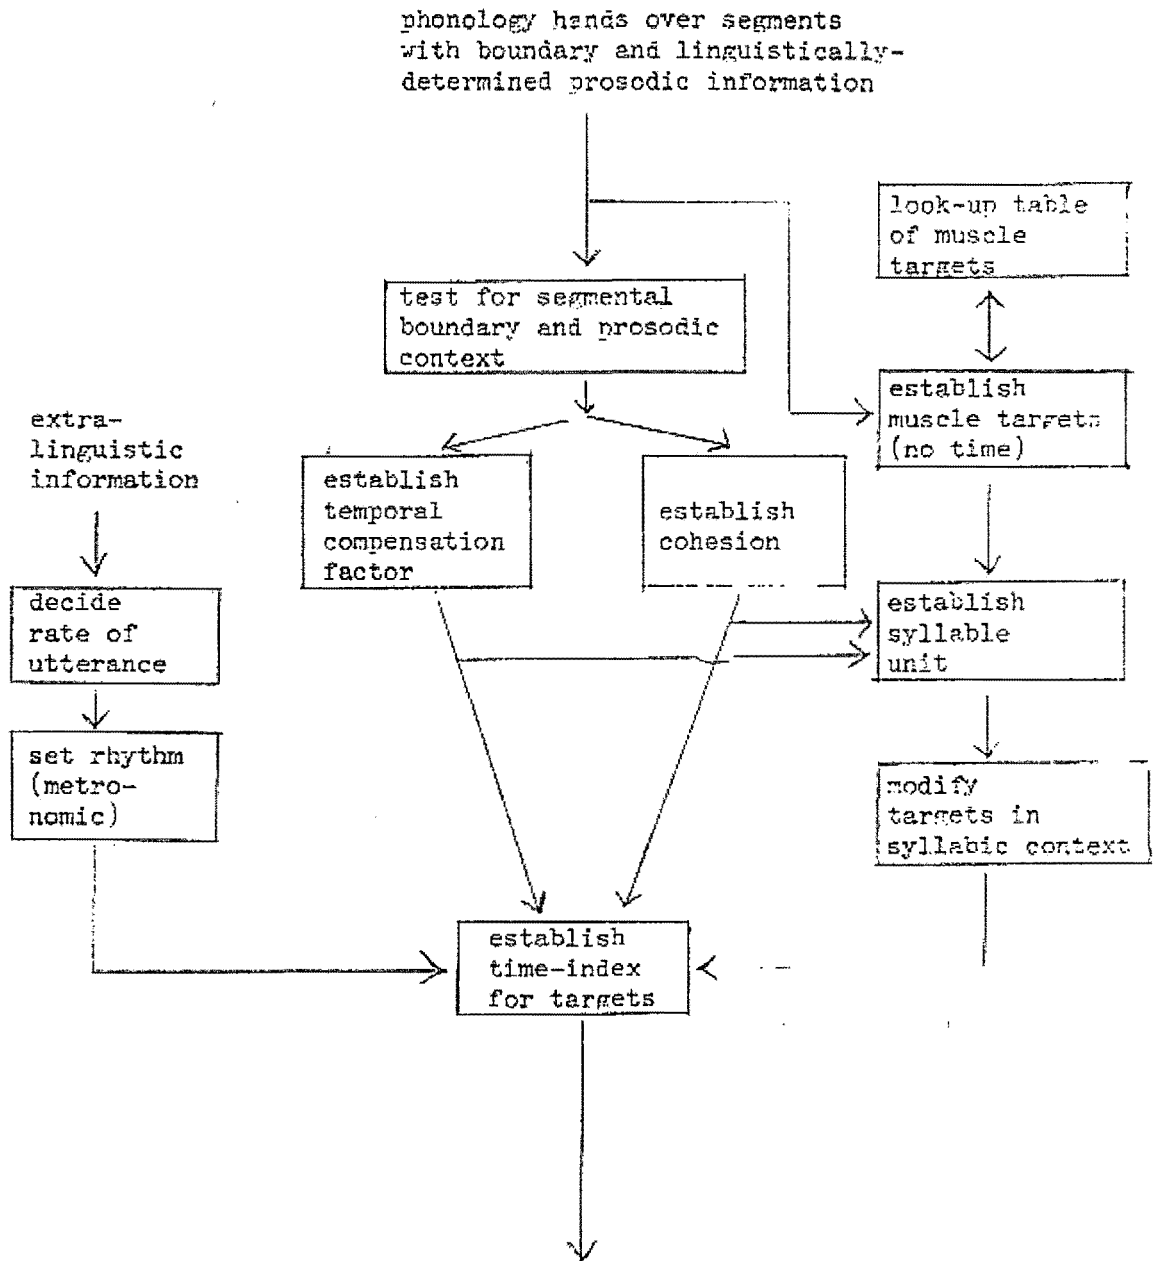 phonology hands over segments
with boundary and linguistically-
determined prosodic information
look-up table
of muscle
targets
test for segmental
boundary and prosodic
context
establish
muscle targets
(no time)
extra-
linguistic
information
establish
temporal
compensation
factor
establish
cohesion
decide
rate of
utterance
establish
syllable
unit
set rhythm
(metro-
nomic)
modify
targets in
syllabic context
establish
time-index
for targets